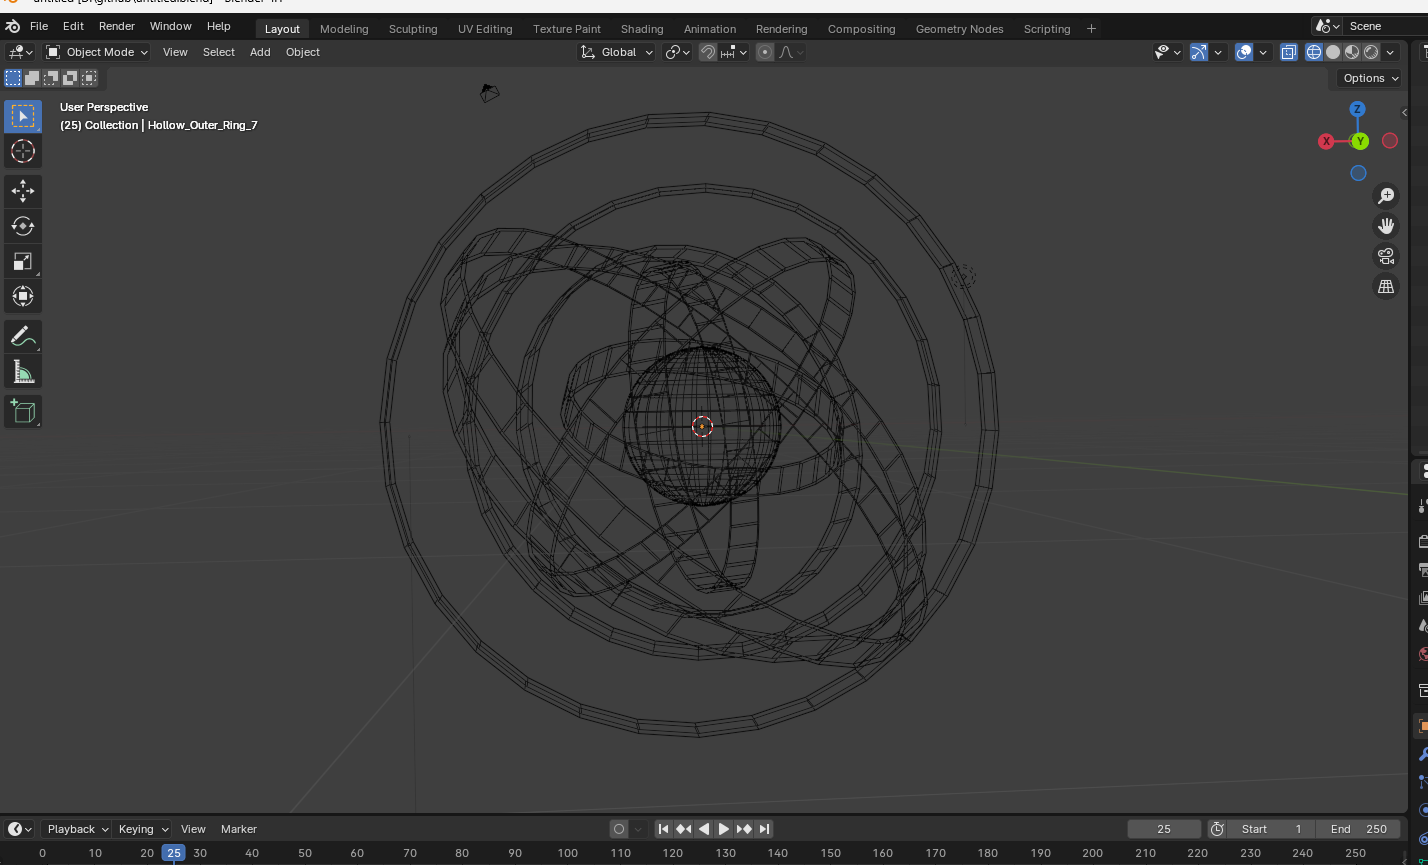 File Edit Render Window Help Layout Modeling Sculpting UV Editing Texture Paint Shading Animation Rendering Compositing Geometry Nodes Scripting + Scene
Object Mode View Select Add Object Global
Options
User Perspective
(25) Collection | Hollow_Outer_Ring_7
Z
X Y
Playback Keying View Marker 25 Start 1 End 250
0 10 20 25 30 40 50 60 70 80 90 100 110 120 130 140 150 160 170 180 190 200 210 220 230 240 250